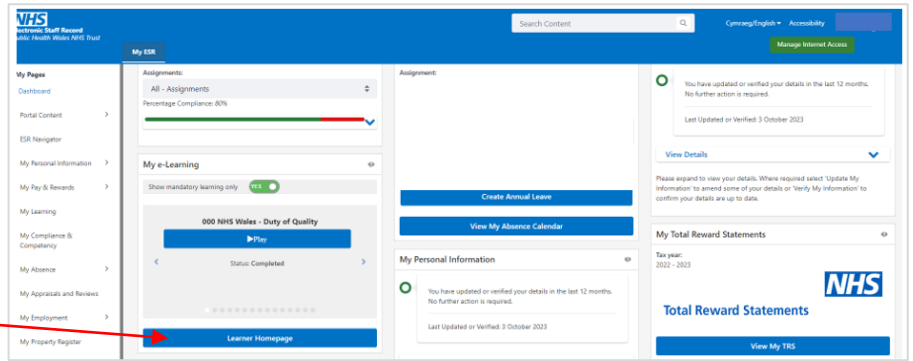 NHS
Electronic Staff Record
Public Health Wales NHS Trust
Search Content
Cymraeg/English
Accessibility
Manage Internet Access
My ESR
My Pages
Dashboard
Portal Content
ESR Navigator
My Personal Information
My Pay & Rewards
My Learning
My Compliance &
Competency
My Absence
My Appraisals and Reviews
My Employment
My Property Register
Assignments:
All - Assignments
Percentage Compliance: 80%
My e-Learning
Show mandatory learning only
YES
000 NHS Wales - Duty of Quality
Play
Status: Completed
Learner Homepage
Assignment:
Create Annual Leave
View My Absence Calendar
My Personal Information
You have updated or verified your details in the last 12 months.
No further action is required.
Last Updated or Verified: 3 October 2023
You have updated or verified your details in the last 12 months.
No further action is required.
Last Updated or Verified: 3 October 2023
View Details
Please expand to view your details. Where required select 'Update My
Information' to amend some of your details or 'Verify My Information' to
confirm your details are up to date.
My Total Reward Statements
Tax year:
2022 - 2023
NHS
Total Reward Statements
View My TRS